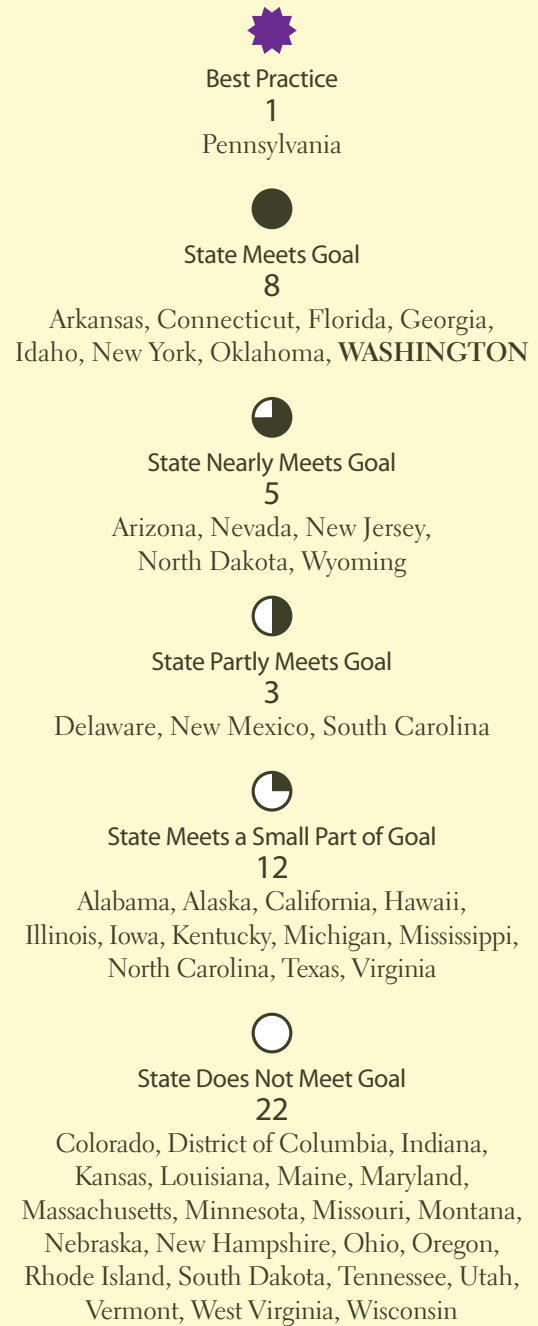 Best Practice
1
Pennsylvania
State Meets Goal
8
Arkansas, Connecticut, Florida, Georgia,
Idaho, New York, Oklahoma, WASHINGTON
State Nearly Meets Goal
5
Arizona, Nevada, New Jersey,
North Dakota, Wyoming
State Partly Meets Goal
3
Delaware, New Mexico, South Carolina
State Meets a Small Part of Goal
12
Alabama, Alaska, California, Hawaii,
Illinois, Iowa, Kentucky, Michigan, Mississippi,
North Carolina, Texas, Virginia
State Does Not Meet Goal
22
Colorado, District of Columbia, Indiana,
Kansas, Louisiana, Maine, Maryland,
Massachusetts, Minnesota, Missouri, Montana,
Nebraska, New Hampshire, Ohio, Oregon,
Rhode Island, South Dakota, Tennessee, Utah,
Vermont, West Virginia, Wisconsin